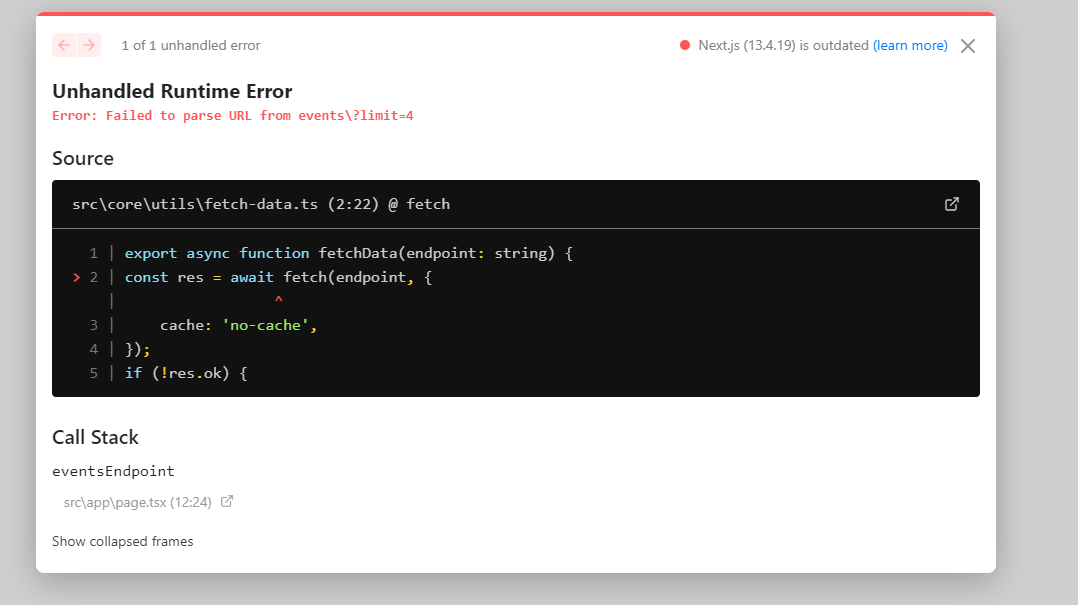 1 of 1 unhandled error
Next.js (13.4.19) is outdated (learn more)
Unhandled Runtime Error
Error: Failed to parse URL from events\?limit=4
Source
src\core\utils\fetch-data.ts (2:22) @ fetch
1 | export async function fetchData(endpoint: string) {
> 2 | const res = await fetch(endpoint, {
| ^
3 |     cache: 'no-cache',
4 | });
5 | if (!res.ok) {
Call Stack
eventsEndpoint
src\app\page.tsx (12:24)
Show collapsed frames